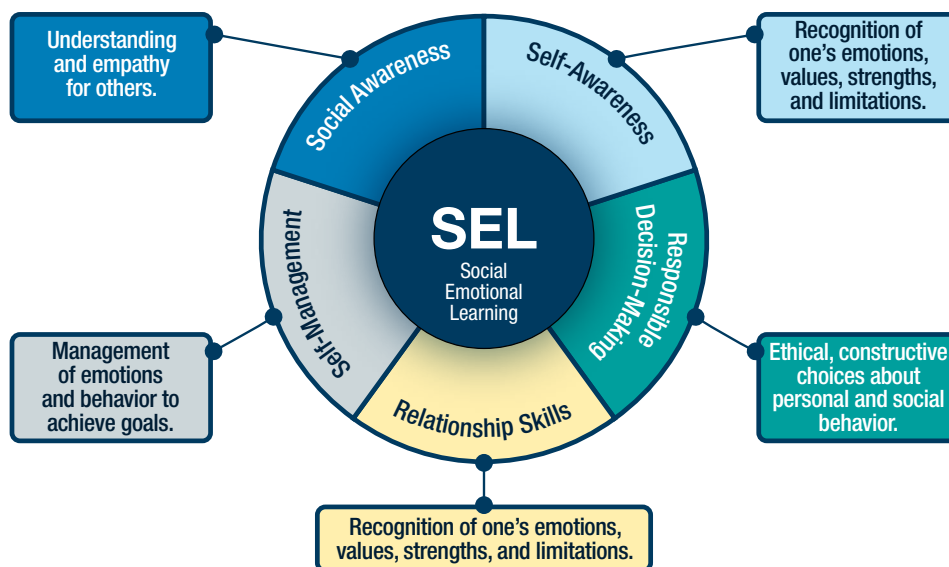 Understanding
and empathy
for others.
Social Awareness
Self-Awareness
Recognition of
one’s emotions,
values, strengths,
and limitations.
SEL
Social
Emotional
Learning
Self-Management
Responsible
Decision-Making
Management
of emotions
and behavior to
achieve goals.
Relationship Skills
Ethical, constructive
choices about
personal and social
behavior.
Recognition of one’s emotions,
values, strengths, and limitations.